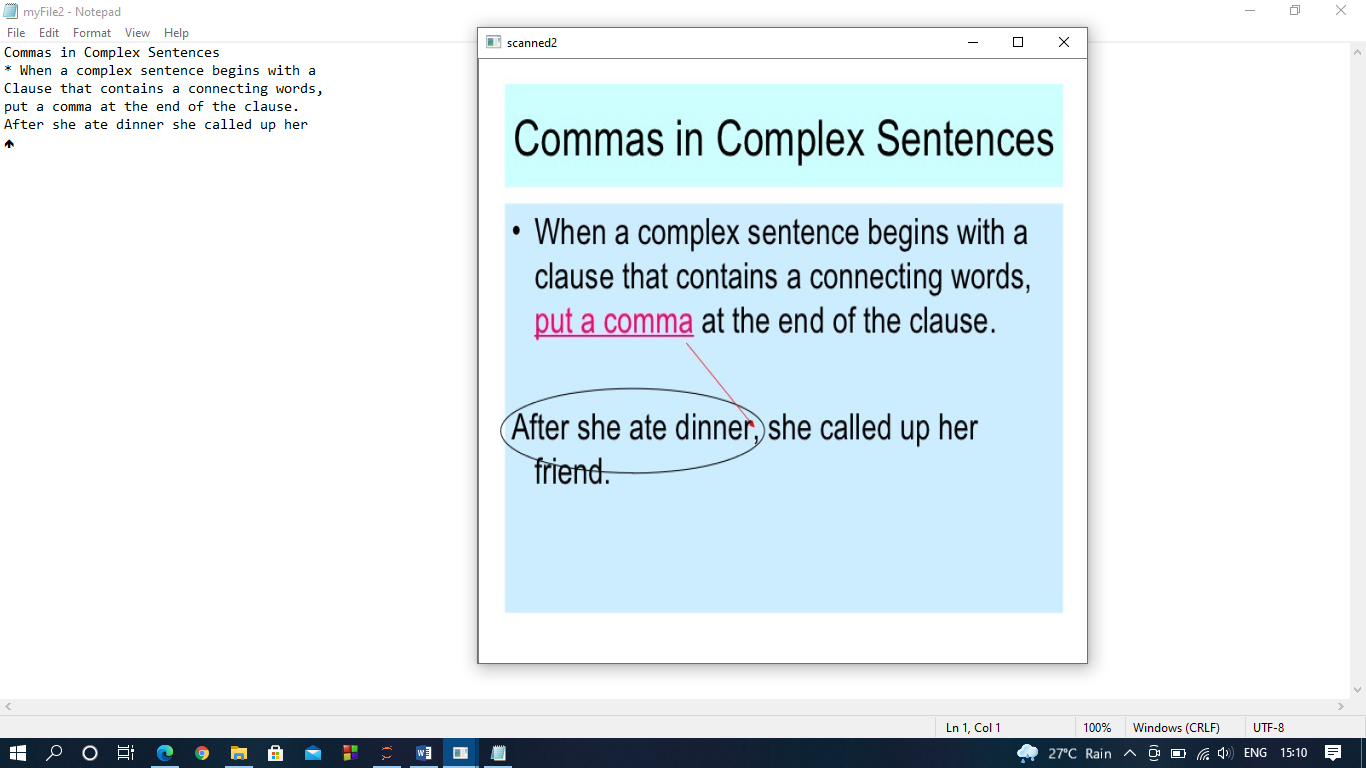 myFile2 - Notepad
File Edit Format View Help
Commas in Complex Sentences
* When a complex sentence begins with a
Clause that contains a connecting words,
put a comma at the end of the clause.
After she ate dinner she called up her
scanned2
Commas in Complex Sentences
• When a complex sentence begins with a
clause that contains a connecting words,
put a comma at the end of the clause.
After she ate dinner, she called up her
friend.
Ln 1, Col 1 100% Windows (CRLF) UTF-8
27°C Rain ENG 15:10